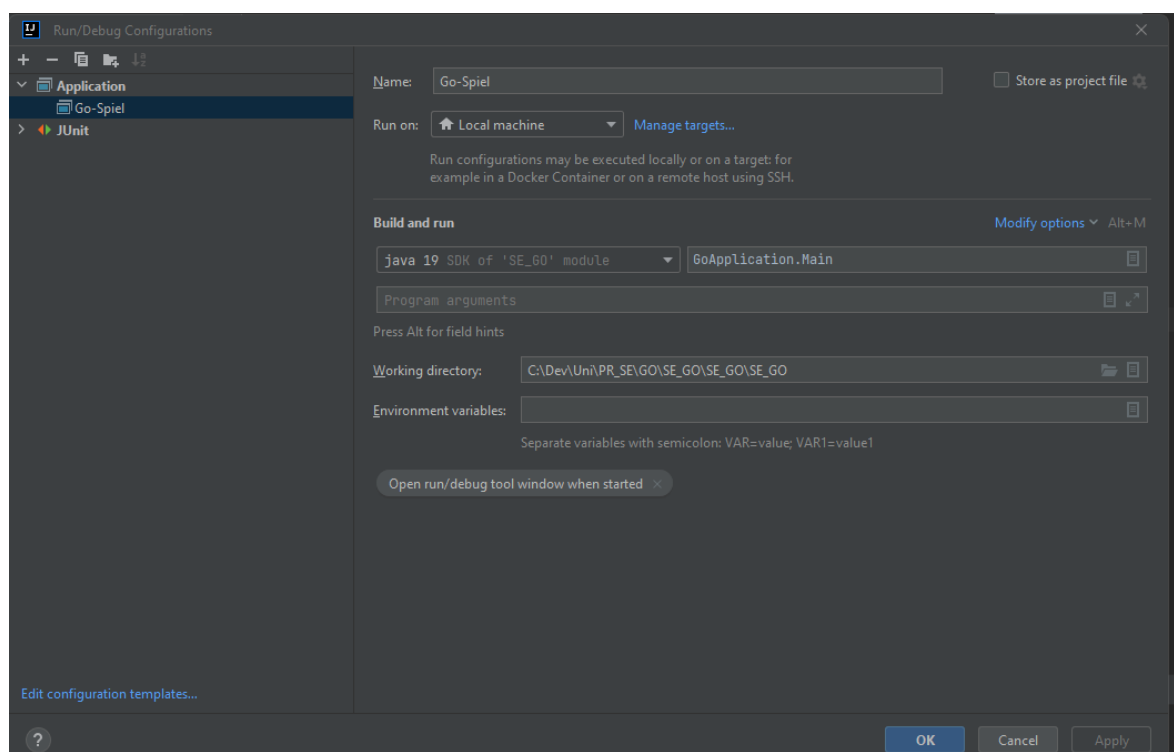 Run/Debug Configurations
Application
Go-Spiel
JUnit
Edit configuration templates...
Name: Go-Spiel Store as project file
Run on: Local machine Manage targets...
Run configurations may be executed locally or on a target: for
example in a Docker Container or on a remote host using SSH.
Build and run Modify options Alt+M
java 19 SDK of 'SE_GO' module GoApplication.Main
Program arguments
Press Alt for field hints
Working directory: C:\Dev\Uni\PR_SE\GO\SE_GO\SE_GO\SE_GO
Environment variables:
Separate variables with semicolon: VAR=value; VAR1=value1
Open run/debug tool window when started
? OK Cancel Apply